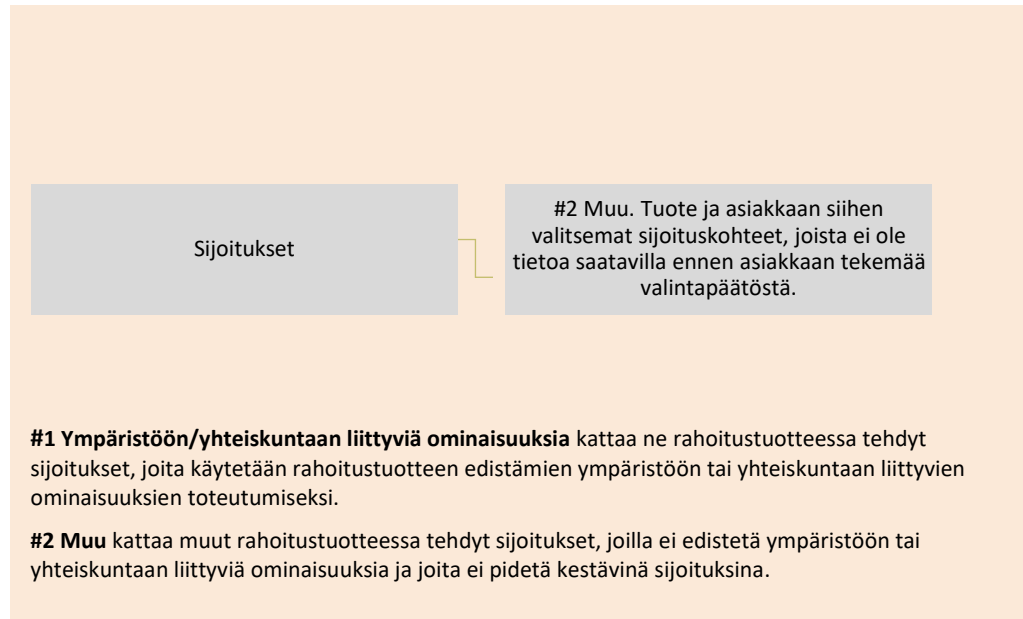 Sijoitukset
#2 Muu. Tuote ja asiakkaan siihen
valitsemat sijoituskohteet, joista ei ole
tietoa saatavilla ennen asiakkaan tekemää
valintapäätöstä.
#1 Ympäristöön/yhteiskuntaan liittyviä ominaisuuksia kattaa ne rahoitustuotteessa tehdyt
sijoitukset, joita käytetään rahoitustuotteen edistämien ympäristöön tai yhteiskuntaan liittyvien
ominaisuuksien toteutumiseksi.
#2 Muu kattaa muut rahoitustuotteessa tehdyt sijoitukset, joilla ei edistetä ympäristöön tai
yhteiskuntaan liittyviä ominaisuuksia ja joita ei pidetä kestävinä sijoituksina.